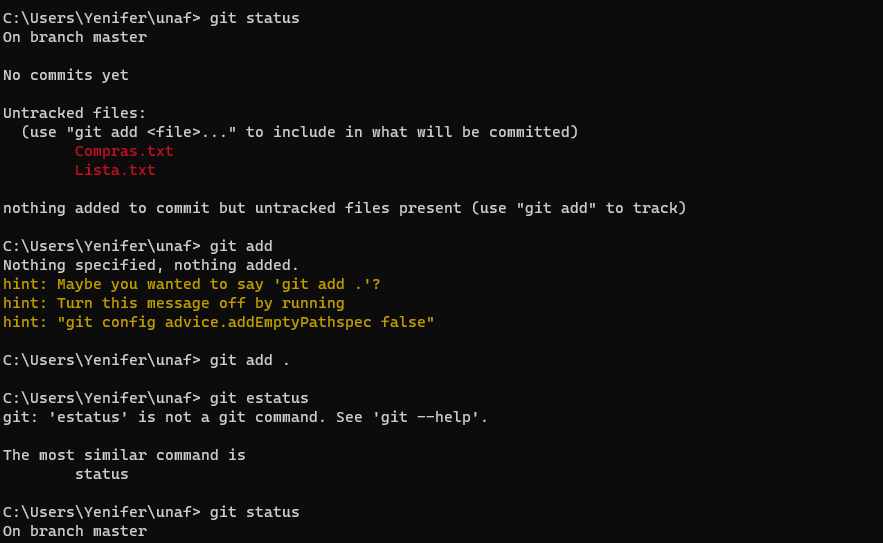 C:\Users\Yenifer\unaf> git status
On branch master
No commits yet
Untracked files:
(use "git add <file>..." to include in what will be committed)
Compras.txt
Lista.txt
nothing added to commit but untracked files present (use "git add" to track)
C:\Users\Yenifer\unaf> git add
Nothing specified, nothing added.
hint: Maybe you wanted to say 'git add .'?
hint: Turn this message off by running
hint: "git config advice.addEmptyPathspec false"
C:\Users\Yenifer\unaf> git add .
C:\Users\Yenifer\unaf> git estatus
git: 'estatus' is not a git command. See 'git --help'.
The most similar command is
status
C:\Users\Yenifer\unaf> git status
On branch master